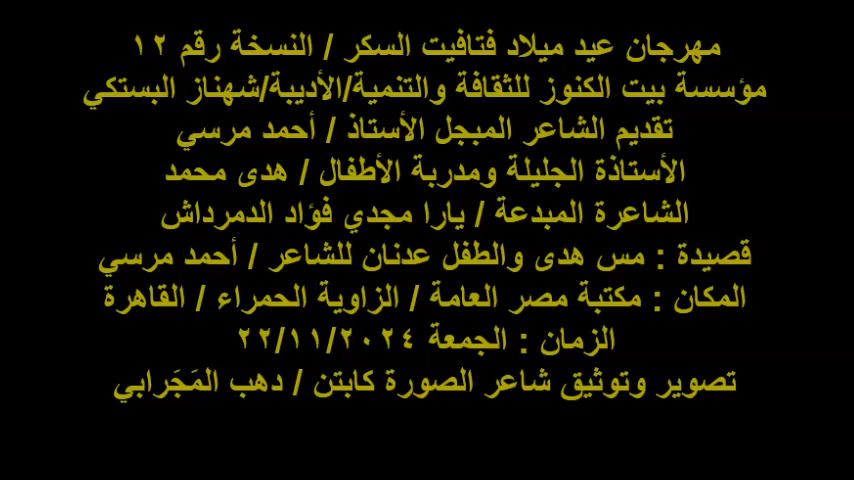 مهرجان عيد ميلاد فتافيت السكر / النسخة رقم ١٢
مؤسسة بيت الكنوز للثقافة والتنمية/الأديبة/شهناز البستكي
تقديم الشاعر المبجل الأستاذ / أحمد مرسي
الأستاذة الجليلة ومدربة الأطفال / هدى محمد
الشاعرة المبدعة / يارا مجدي فؤاد الدمرداش
قصيدة : مس هدى والطفل عدنان للشاعر / أحمد مرسي
المكان : مكتبة مصر العامة / الزاوية الحمراء / القاهرة
الزمان : الجمعة ٢٢/١١/٢٠٢٤
تصوير وتوثيق شاعر الصورة كابتن / دهب المَجَرابي